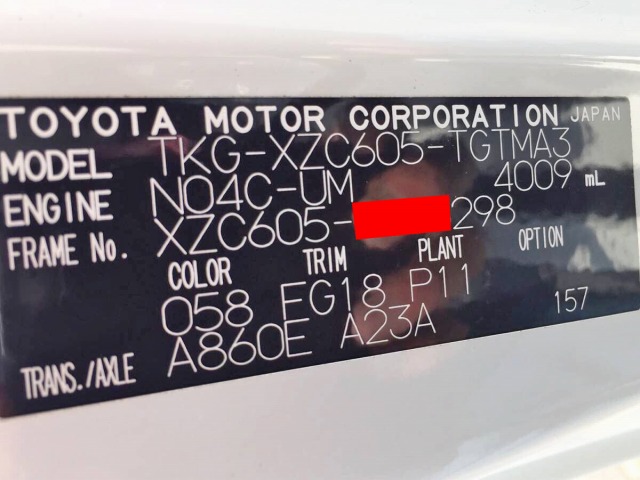 TOYOTA MOTOR CORPORATION JAPAN
MODEL TKG-XZC605-TGTMA3
ENGINE N04C-UM 4009 mL
FRAME No. XZC605- 298
COLOR TRIM PLANT OPTION
058 FG18 P11 157
TRANS./AXLE A860E A23A